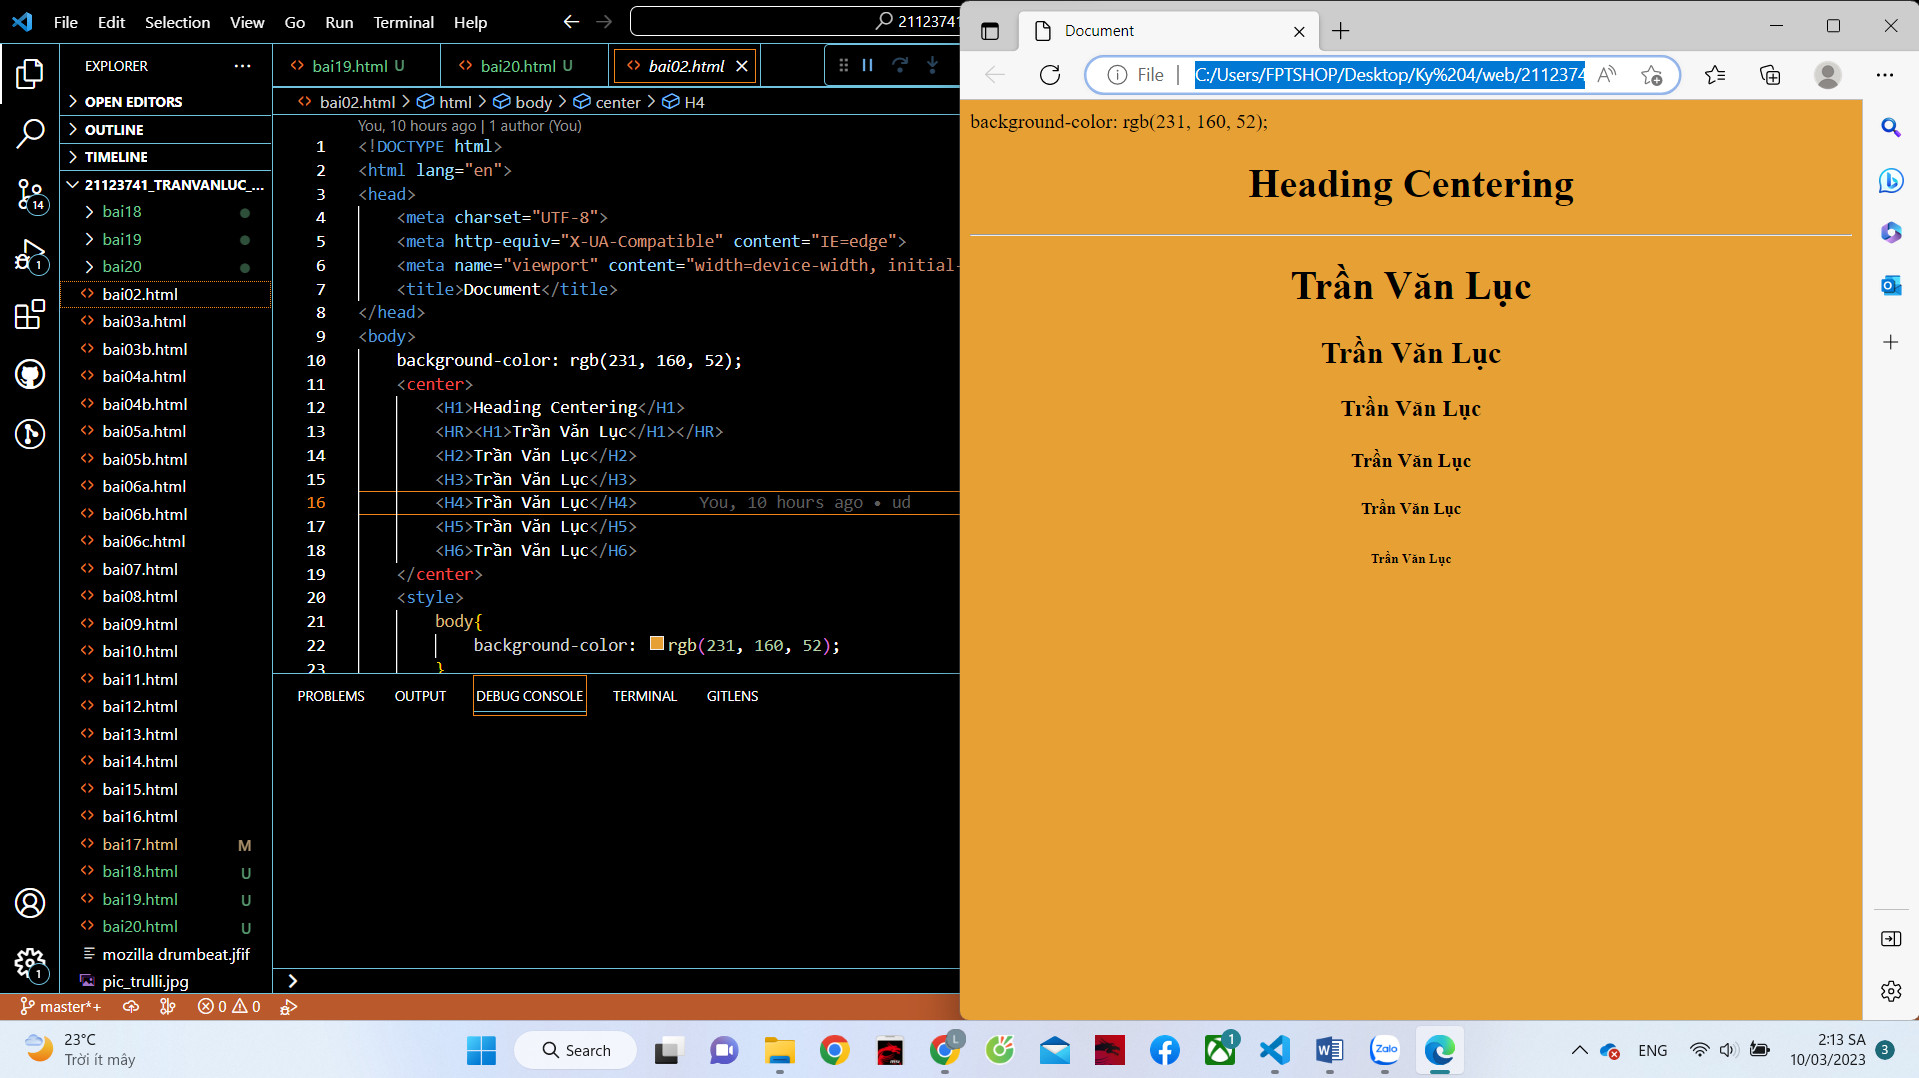 File Edit Selection View Go Run Terminal Help
21123741
EXPLORER
OPEN EDITORS
OUTLINE
TIMELINE
21123741_TRANVANLUC_...
bai18
bai19
bai20
bai02.html
bai03a.html
bai03b.html
bai04a.html
bai04b.html
bai05a.html
bai05b.html
bai06a.html
bai06b.html
bai06c.html
bai07.html
bai08.html
bai09.html
bai10.html
bai11.html
bai12.html
bai13.html
bai14.html
bai15.html
bai16.html
bai17.html M
bai18.html U
bai19.html U
bai20.html U
mozilla drumbeat.jfif
pic_trulli.jpg
14
1
1
bai19.html U bai20.html U bai02.html
bai02.html > html > body > center > H4
You, 10 hours ago | 1 author (You)
1 <!DOCTYPE html>
2 <html lang="en">
3 <head>
4 <meta charset="UTF-8">
5 <meta http-equiv="X-UA-Compatible" content="IE=edge">
6 <meta name="viewport" content="width=device-width, initial-
7 <title>Document</title>
8 </head>
9 <body>
10 background-color: rgb(231, 160, 52);
11 <center>
12 <H1>Heading Centering</H1>
13 <HR><H1>Trần Văn Lục</H1></HR>
14 <H2>Trần Văn Lục</H2>
15 <H3>Trần Văn Lục</H3>
16 <H4>Trần Văn Lục</H4> You, 10 hours ago • ud
17 <H5>Trần Văn Lục</H5>
18 <H6>Trần Văn Lục</H6>
19 </center>
20 <style>
21 body{
22 background-color: rgb(231, 160, 52);
23 }
PROBLEMS OUTPUT DEBUG CONSOLE TERMINAL GITLENS
master*+ 0 0
Document
File C:/Users/FPTSHOP/Desktop/Ky%204/web/2112374
background-color: rgb(231, 160, 52);
Heading Centering
Trần Văn Lục
Trần Văn Lục
Trần Văn Lục
Trần Văn Lục
Trần Văn Lục
Trần Văn Lục
23°C
Trời ít mây
Search
L
1
Zalo
ENG
2:13 SA
10/03/2023
3